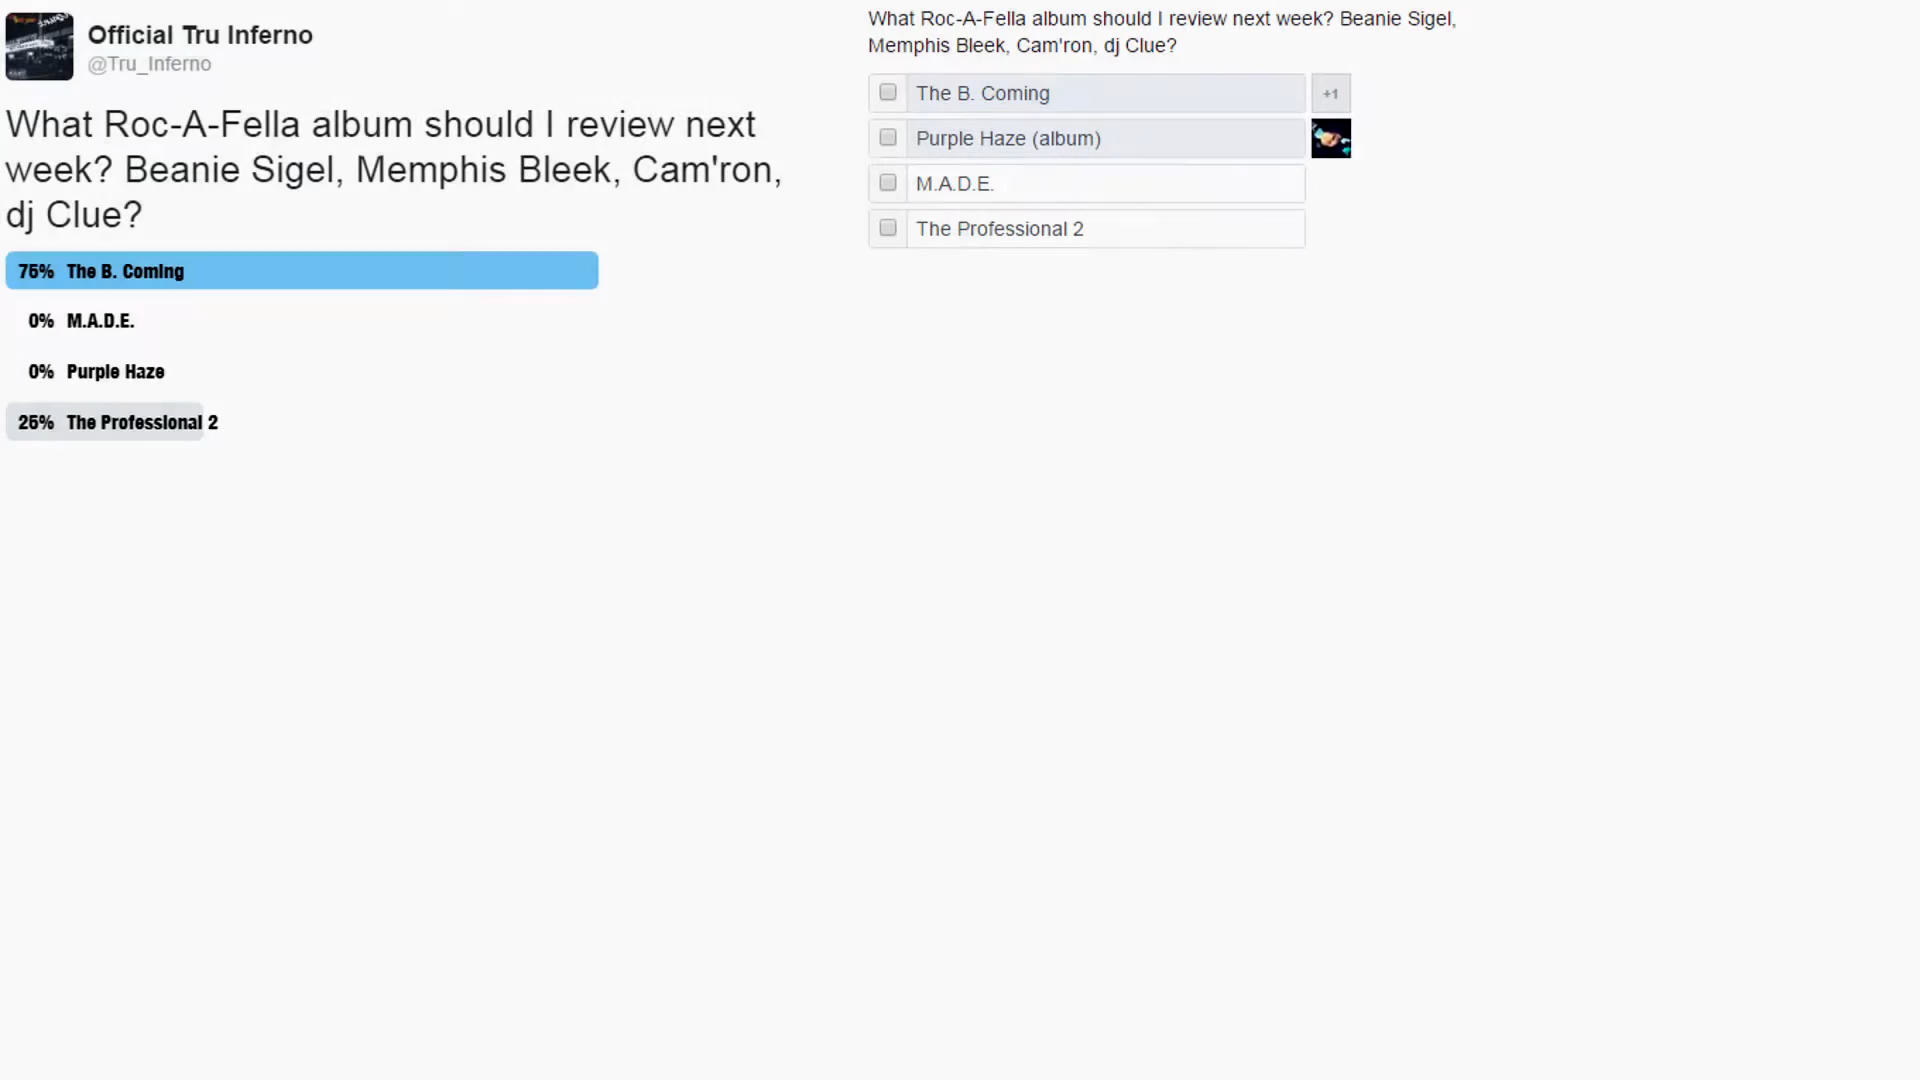 Official Tru Inferno
@Tru_Inferno
What Roc-A-Fella album should I review next
week? Beanie Sigel, Memphis Bleek, Cam'ron,
dj Clue?
75% The B. Coming
0% M.A.D.E.
0% Purple Haze
25% The Professional 2
What Roc-A-Fella album should I review next week? Beanie Sigel,
Memphis Bleek, Cam'ron, dj Clue?
The B. Coming
+1
Purple Haze (album)
M.A.D.E.
The Professional 2